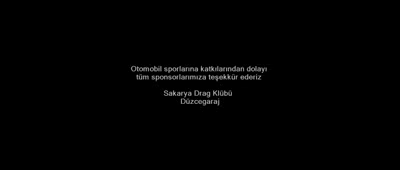 Otomobil sporlarına katkılarından dolayı
tüm sponsorlarımıza teşekkür ederiz
Sakarya Drag Klübü
Düzcegaraj